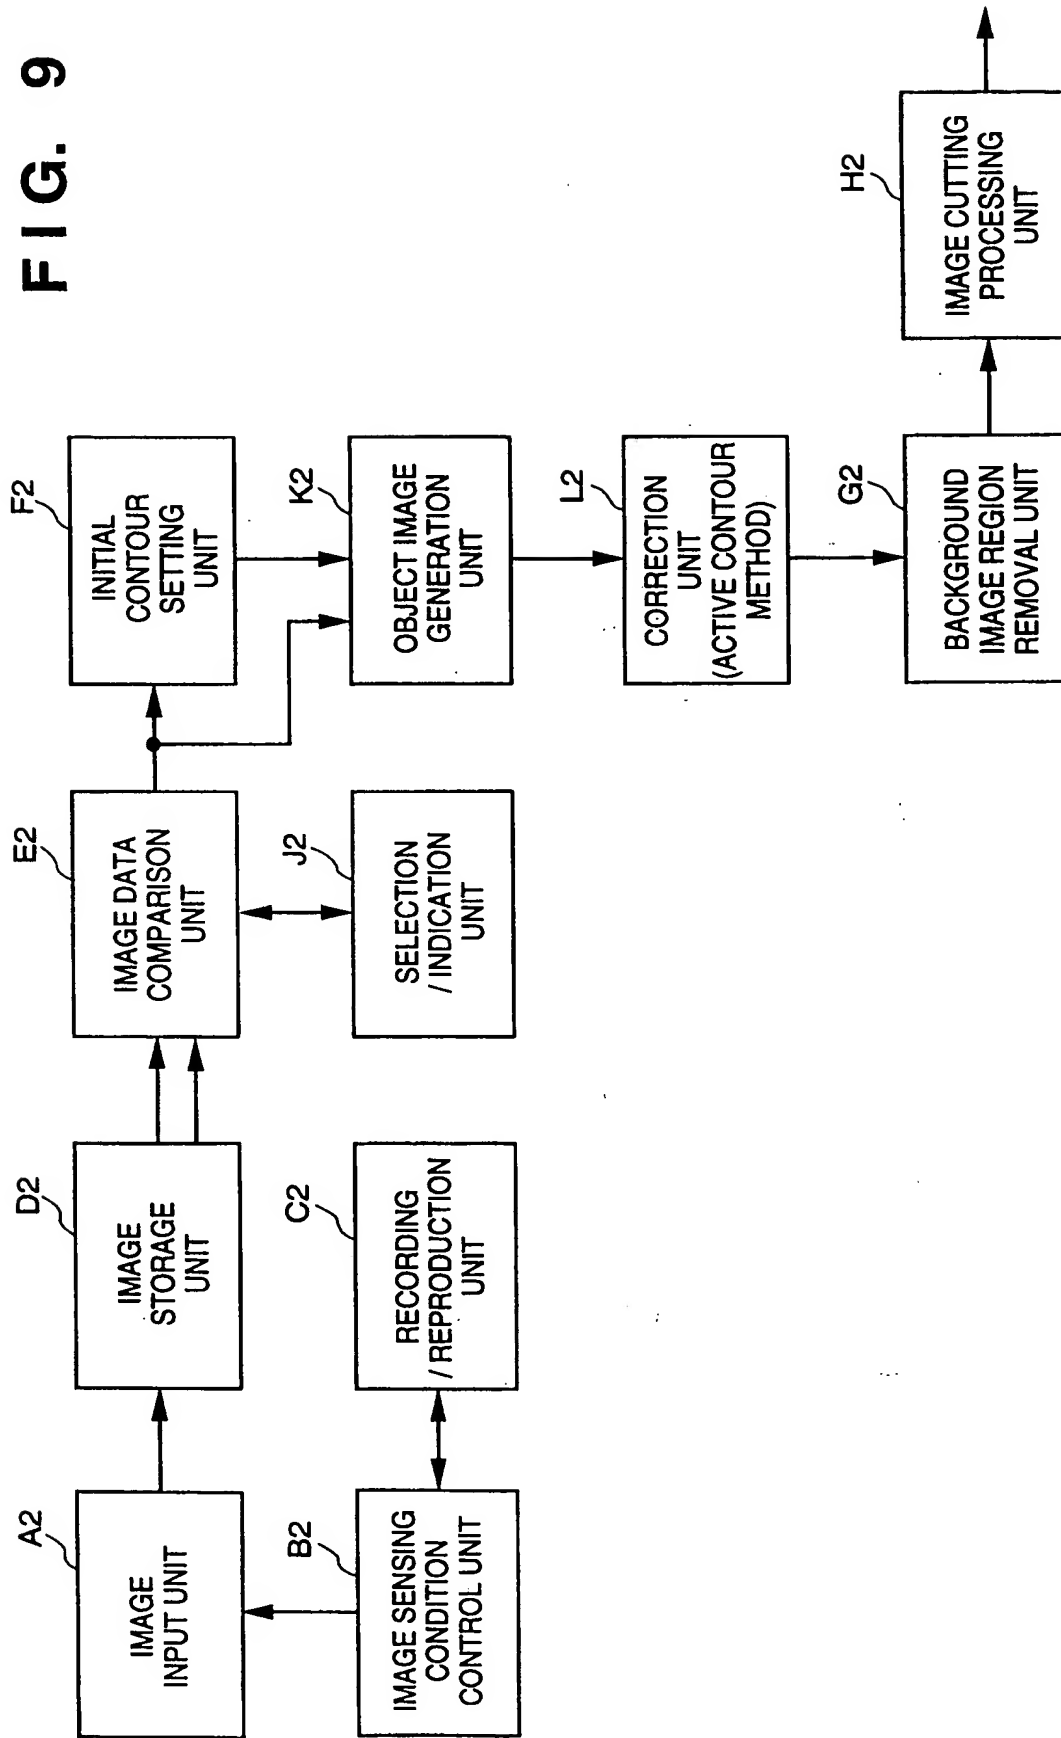 FIG. 9
A2
IMAGE
INPUT UNIT
B2
IMAGE SENSING
CONDITION
CONTROL UNIT
C2
RECORDING
/ REPRODUCTION
UNIT
D2
IMAGE
STORAGE
UNIT
E2
IMAGE DATA
COMPARISON
UNIT
J2
SELECTION
/ INDICATION
UNIT
F2
INITIAL
CONTOUR
SETTING
UNIT
K2
OBJECT IMAGE
GENERATION
UNIT
L2
CORRECTION
UNIT
(ACTIVE CONTOUR
METHOD)
G2
BACKGROUND
IMAGE REGION
REMOVAL UNIT
H2
IMAGE CUTTING
PROCESSING
UNIT